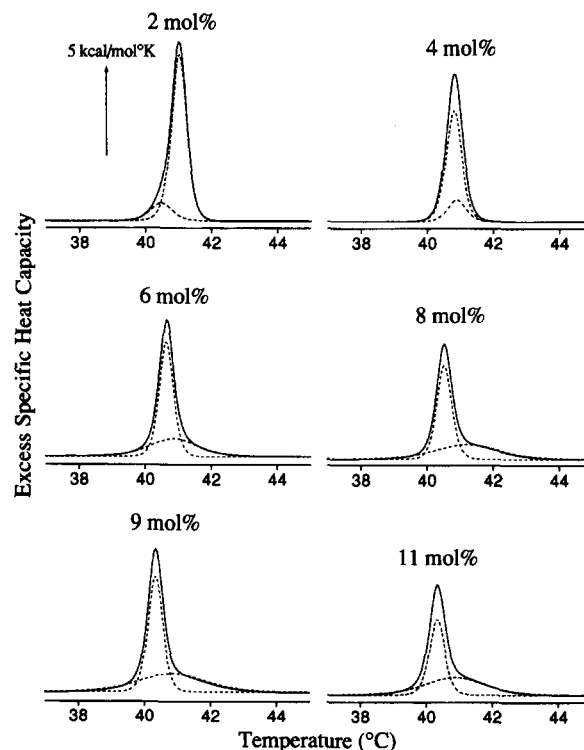 2 mol%
4 mol%
5 kcal/mol°K
38 40 42 44
38 40 42 44
6 mol%
8 mol%
Excess Specific Heat Capacity
38 40 42 44
38 40 42 44
9 mol%
11 mol%
38 40 42 44
38 40 42 44
Temperature (°C)